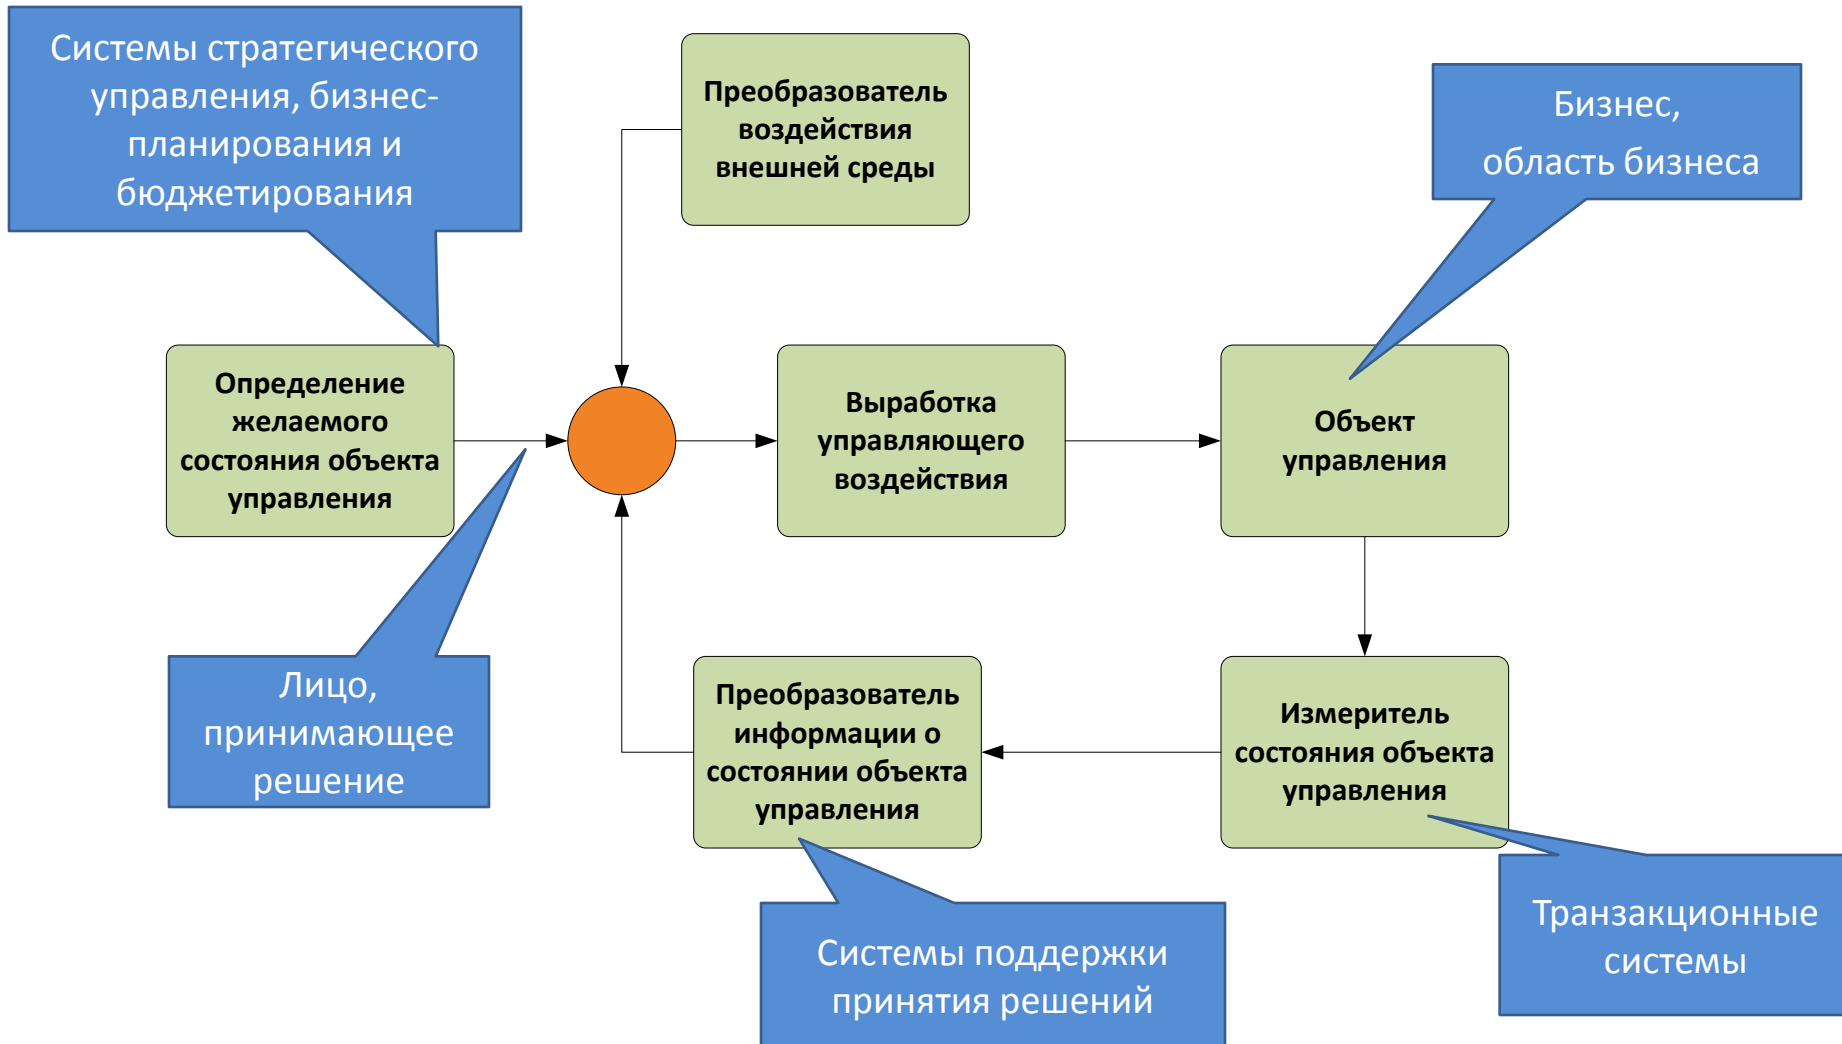 Системы стратегического
управления, бизнес-
планирования и
бюджетирования
Преобразователь
воздействия
внешней среды
Бизнес,
область бизнеса
Определение
желаемого
состояния объекта
управления
Выработка
управляющего
воздействия
Объект
управления
Лицо,
принимающее
решение
Преобразователь
информации о
состоянии объекта
управления
Измеритель
состояния объекта
управления
Системы поддержки
принятия решений
Транзакционные
системы